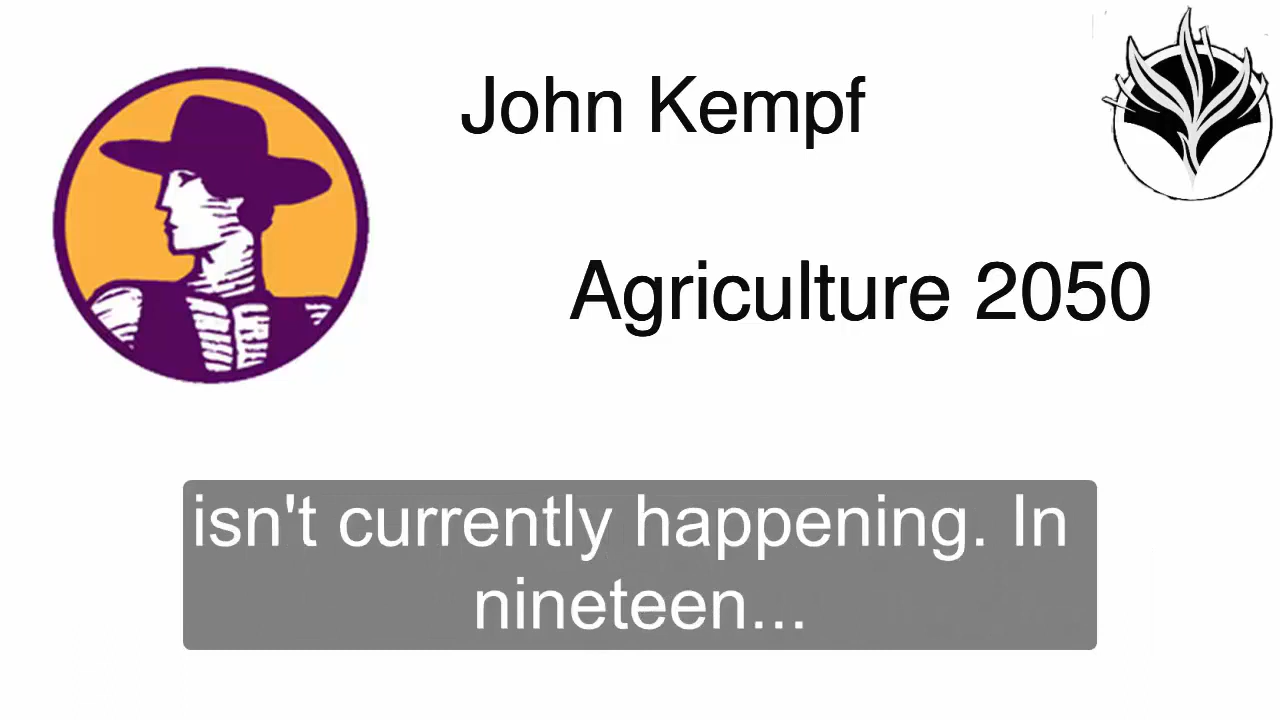 John Kempf
Agriculture 2050
isn't currently happening. In
nineteen...